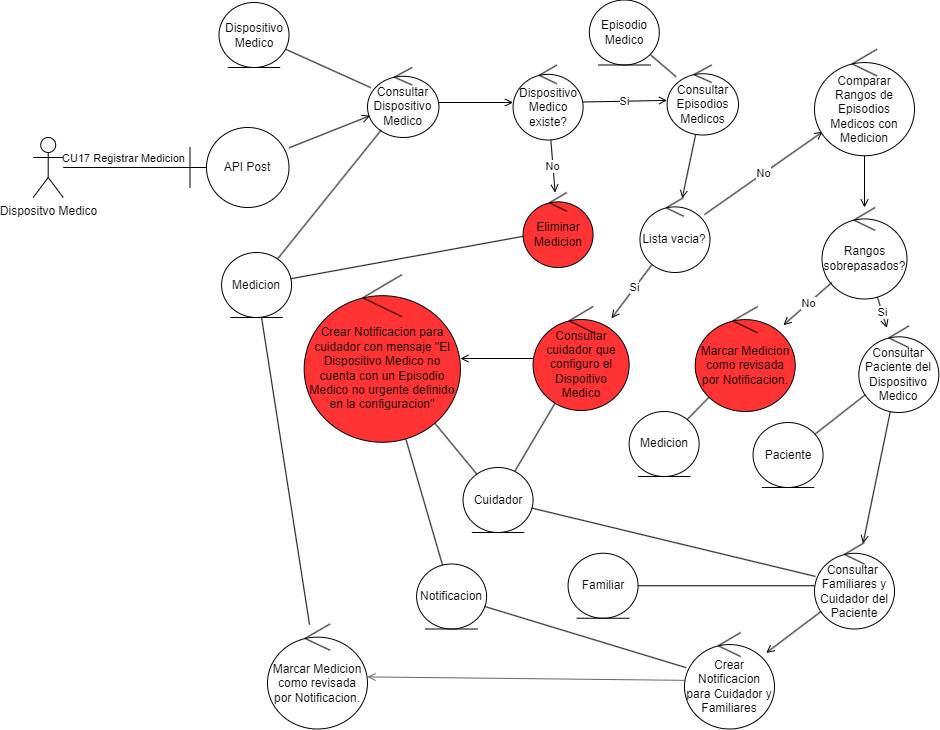 Dispositivo
Medico
Episodio
Medico
Consultar
Dispositivo
Medico
Dispositivo
Medico
existe?
Si
Consultar
Episodios
Medicos
Comparar
Rangos de
Episodios
Medicos con
Medicion
CU17 Registrar Medicion
API Post
Dispositvo Medico
No
No
Eliminar
Medicion
Lista vacia?
Rangos
sobrepasados?
Medicion
Si
No
Si
Crear Notificacion para
cuidador con mensaje "El
Dispositivo Medico no
cuenta con un Episodio
Medico no urgente definido
en la configuracion"
Consultar
cuidador que
configuro el
Dispoitivo
Medico
Marcar Medicion
como revisada
por Notificacion.
Consultar
Paciente del
Dispositivo
Medico
Medicion
Paciente
Cuidador
Notificacion
Familiar
Consultar
Familiares y
Cuidador del
Paciente
Marcar Medicion
como revisada
por Notificacion.
Crear
Notificacion
para Cuidador y
Familiares